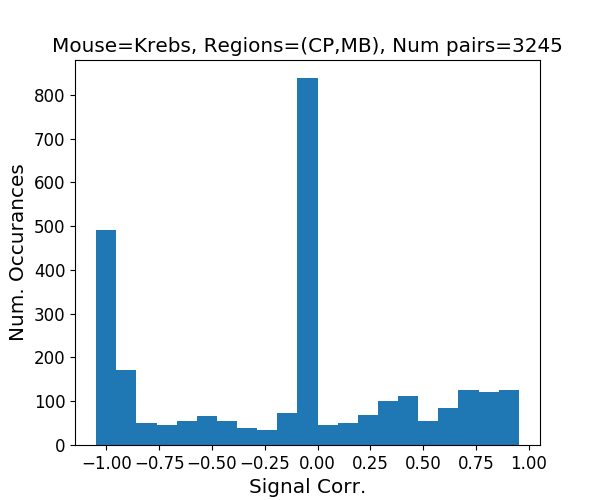 Mouse=Krebs, Regions=(CP,MB), Num pairs=3245
800
700
600
500
400
300
200
100
0
Num. Occurances
−1.00 −0.75 −0.50 −0.25 0.00 0.25 0.50 0.75 1.00
Signal Corr.